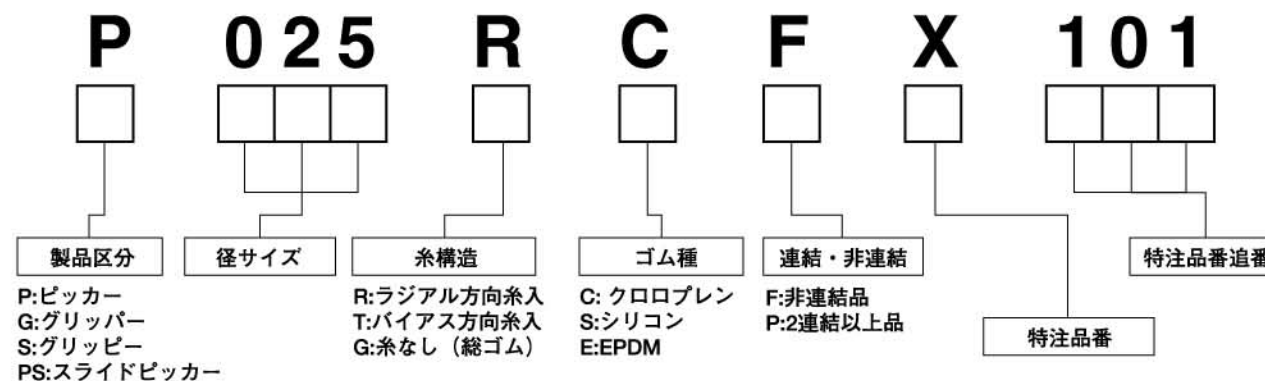 P 025 R C F X 101
製品区分 径サイズ 糸構造 ゴム種 連結・非連結 特注品番追番
P:ピッカー
G:グリッパー
S:グリッピー
PS:スライドピッカー
R:ラジアル方向糸入
T:バイアス方向糸入
G:糸なし（総ゴム）
C: クロロプレン
S:シリコン
E:EPDM
F:非連結品
P:2連結以上品
特注品番